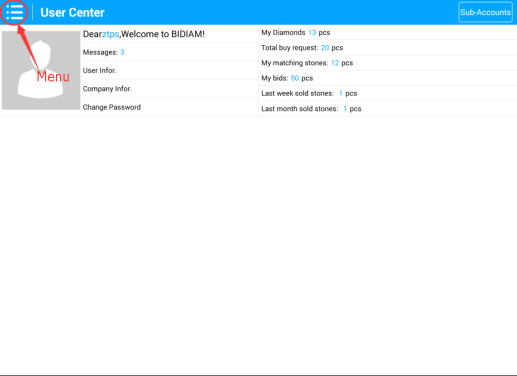 User Center
Sub-Accounts
Dearztps,Welcome to BIDIAM!
Messages: 3
User Infor.
Company Infor.
Change Password
Menu
My Diamonds 13 pcs
Total buy request: 20 pcs
My matching stones: 12 pcs
My bids: 50 pcs
Last week sold stones: 1 pcs
Last month sold stones: 1 pcs